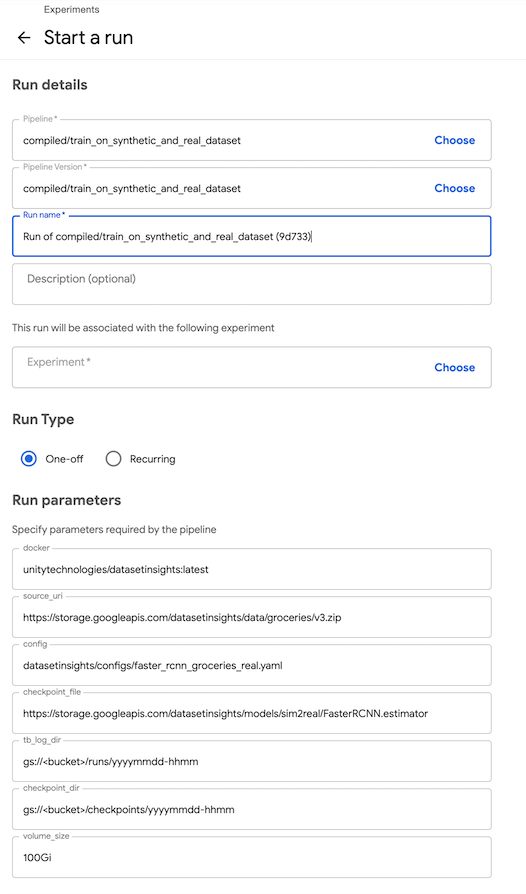 Experiments
Start a run
Run details
Pipeline*
compiled/train_on_synthetic_and_real_dataset
Choose
Pipeline Version*
compiled/train_on_synthetic_and_real_dataset
Choose
Run name*
Run of compiled/train_on_synthetic_and_real_dataset (9d733)
Description (optional)
This run will be associated with the following experiment
Experiment*
Choose
Run Type
One-off
Recurring
Run parameters
Specify parameters required by the pipeline
docker
unitytechnologies/datasetinsights:latest
source_uri
https://storage.googleapis.com/datasetinsights/data/groceries/v3.zip
config
datasetinsights/configs/faster_rcnn_groceries_real.yaml
checkpoint_file
https://storage.googleapis.com/datasetinsights/models/sim2real/FasterRCNN.estimator
tb_log_dir
gs://<bucket>/runs/yyyymmdd-hhmm
checkpoint_dir
gs://<bucket>/checkpoints/yyyymmdd-hhmm
volume_size
100Gi